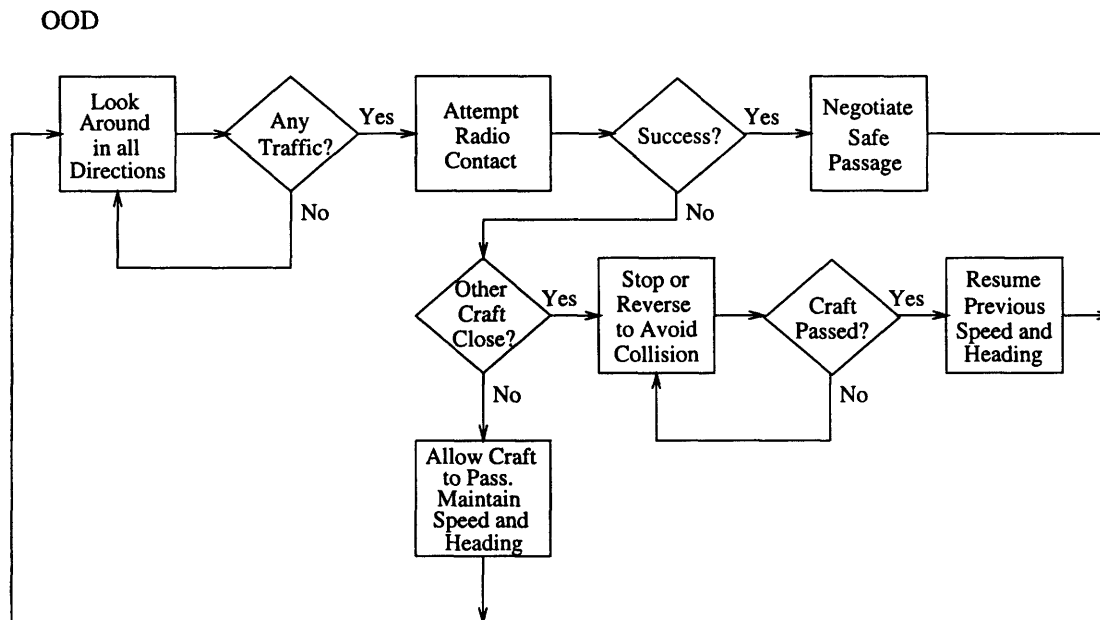 OOD
Look
Around
in all
Directions
Any
Traffic?
Yes
No
Attempt
Radio
Contact
Success?
Yes
No
Negotiate
Safe
Passage
Other
Craft
Close?
Yes
No
Stop or
Reverse
to Avoid
Collision
Craft
Passed?
Yes
No
Resume
Previous
Speed and
Heading
Allow Craft
to Pass.
Maintain
Speed and
Heading